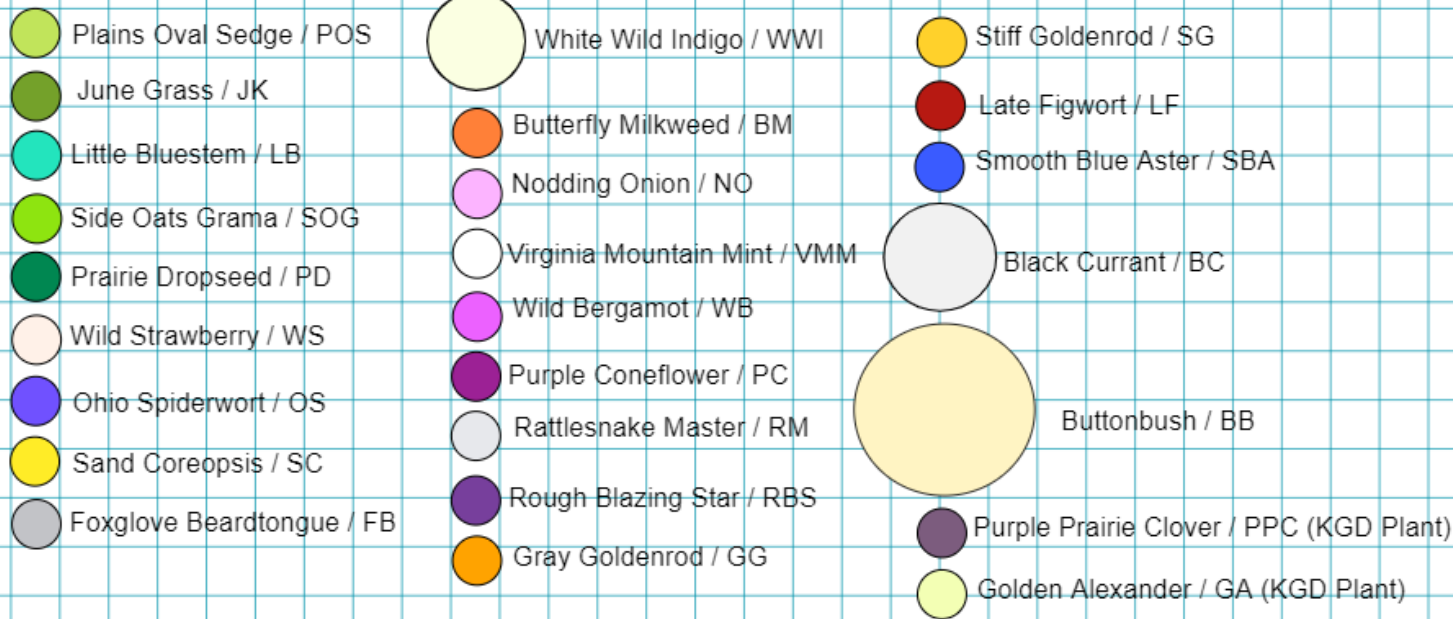 Plains Oval Sedge / POS
June Grass / JK
Little Bluestem / LB
Side Oats Grama / SOG
Prairie Dropseed / PD
Wild Strawberry / WS
Ohio Spiderwort / OS
Sand Coreopsis / SC
Foxglove Beardtongue / FB
White Wild Indigo / WWI
Butterfly Milkweed / BM
Nodding Onion / NO
Virginia Mountain Mint / VMM
Wild Bergamot / WB
Purple Coneflower / PC
Rattlesnake Master / RM
Rough Blazing Star / RBS
Gray Goldenrod / GG
Stiff Goldenrod / SG
Late Figwort / LF
Smooth Blue Aster / SBA
Black Currant / BC
Buttonbush / BB
Purple Prairie Clover / PPC (KGD Plant)
Golden Alexander / GA (KGD Plant)